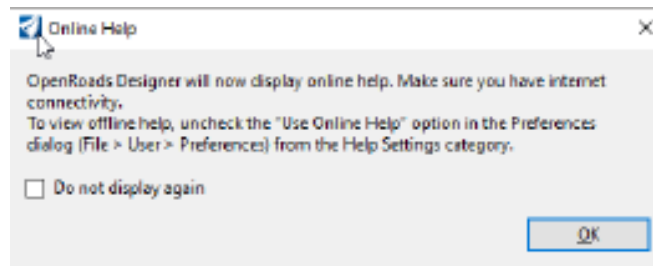 Online Help
OpenRoads Designer will now display online help. Make sure you have internet
connectivity.
To view offline help, uncheck the "Use Online Help" option in the Preferences
dialog (File > User > Preferences) from the Help Settings category.
Do not display again
OK